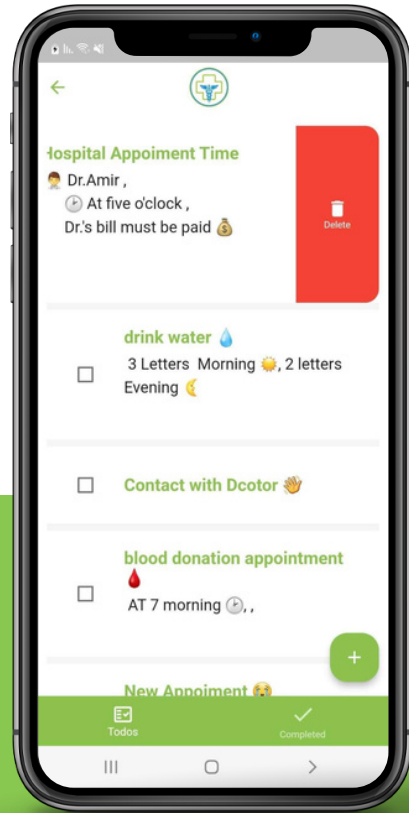 Hospital Appoiment Time
👨‍⚕️ Dr.Amir ,
🕑 At five o'clock ,
Dr.'s bill must be paid 💰
Delete
drink water 💧
3 Letters Morning ☀️, 2 letters
Evening 🌜
Contact with Dcotor 👋
blood donation appointment
🩸
AT 7 morning 🕑, ,
+
New Appoiment 😭
Todos
Completed